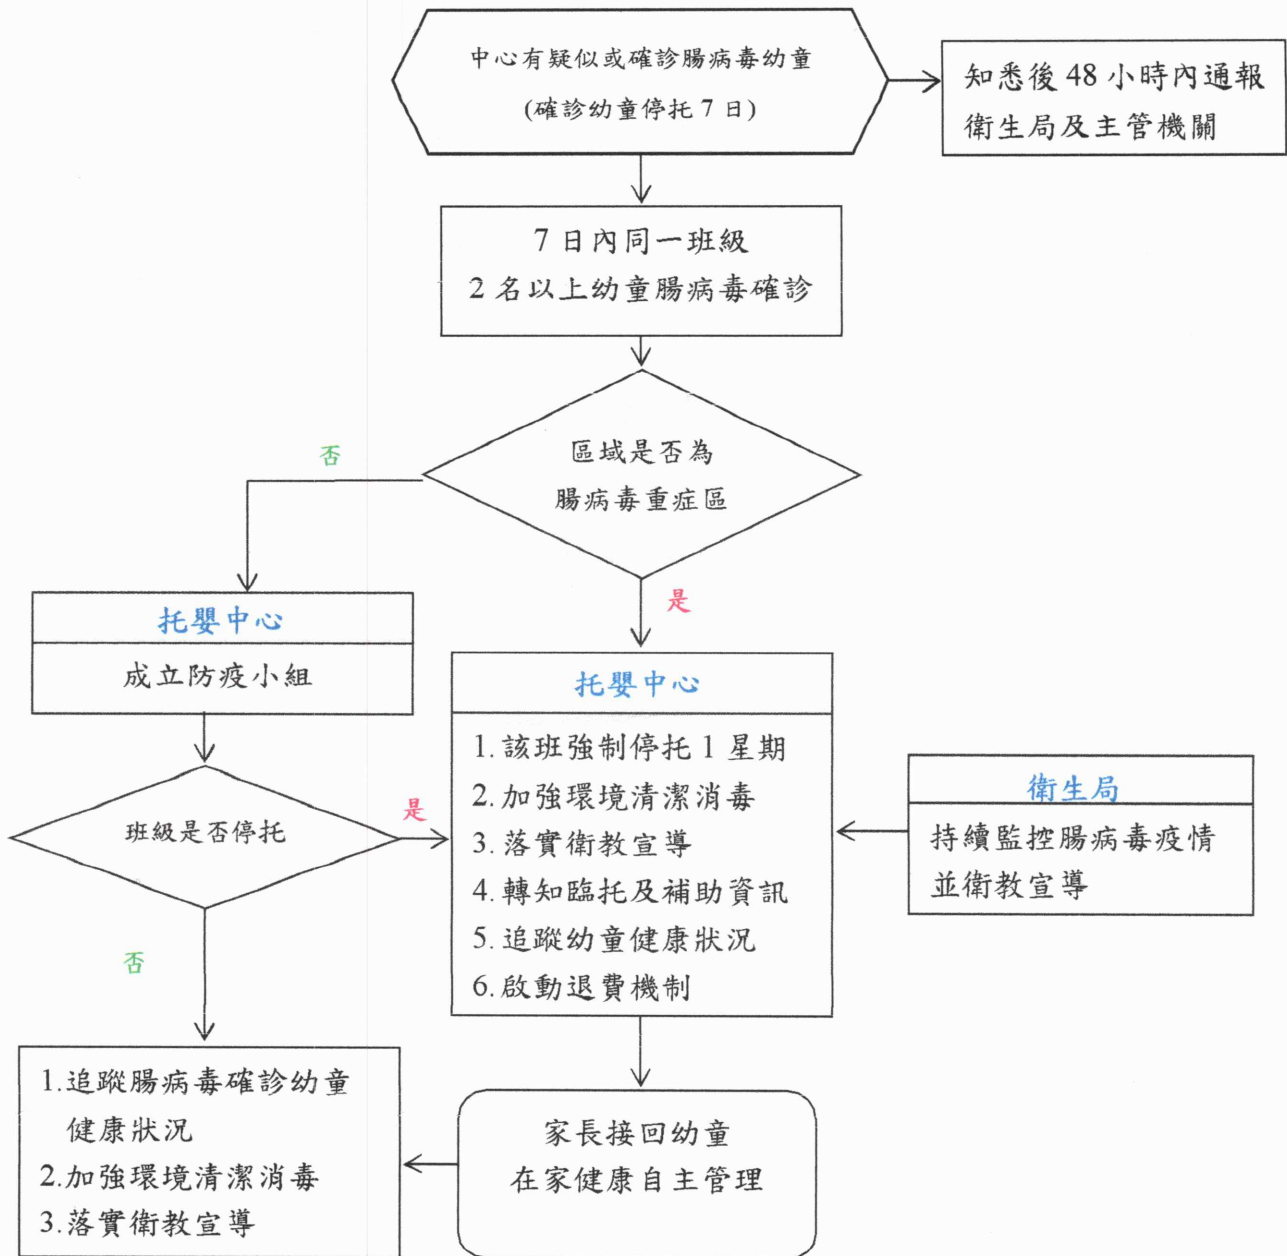 中心有疑似或確診腸病毒幼童
(確診幼童停托 7 日)
知悉後 48 小時內通報
衛生局及主管機關
7 日內同一班級
2 名以上幼童腸病毒確診
區域是否為
腸病毒重症區
否
是
托嬰中心
成立防疫小組
班級是否停托
是
否
托嬰中心
1.該班強制停托 1 星期
2.加強環境清潔消毒
3.落實衛教宣導
4.轉知臨托及補助資訊
5.追蹤幼童健康狀況
6.啟動退費機制
衛生局
持續監控腸病毒疫情
並衛教宣導
1.追蹤腸病毒確診幼童
健康狀況
2.加強環境清潔消毒
3.落實衛教宣導
家長接回幼童
在家健康自主管理